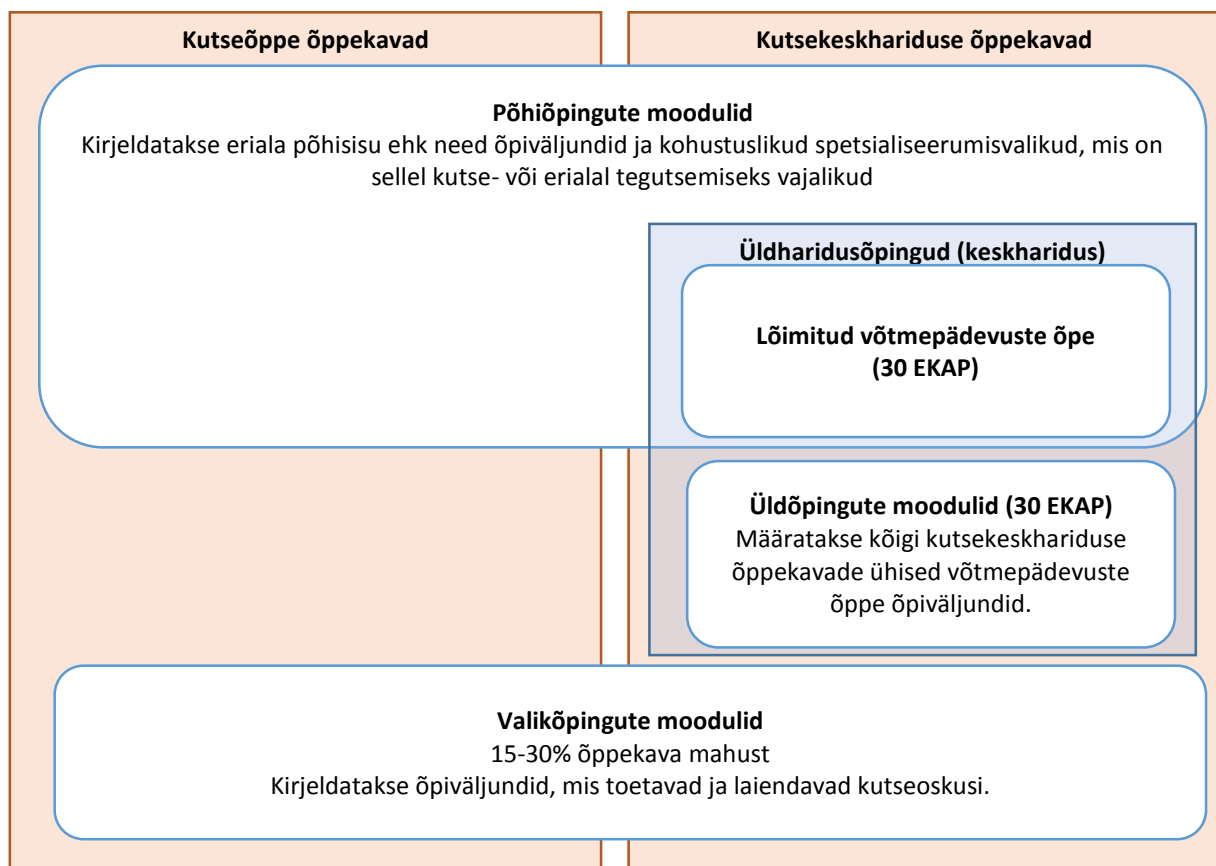 Kutseõppe õppekavad
Kutsekeskhariduse õppekavad
Põhiõpingute moodulid
Kirjeldatakse eriala põhisisu ehk need õpiväljundid ja kohustuslikud spetsialiseerumisvalikud, mis on
sellel kutse- või erialal tegutsemiseks vajalikud
Üldharidusõpingud (keskharidus)
Lõimitud võtmepädevuste õpe
(30 EKAP)
Üldõpingute moodulid (30 EKAP)
Määratakse kõigi kutsekeskhariduse
õppekavade ühised võtmepädevuste
õppe õpiväljundid.
Valikõpingute moodulid
15-30% õppekava mahust
Kirjeldatakse õpiväljundid, mis toetavad ja laiendavad kutseoskusi.